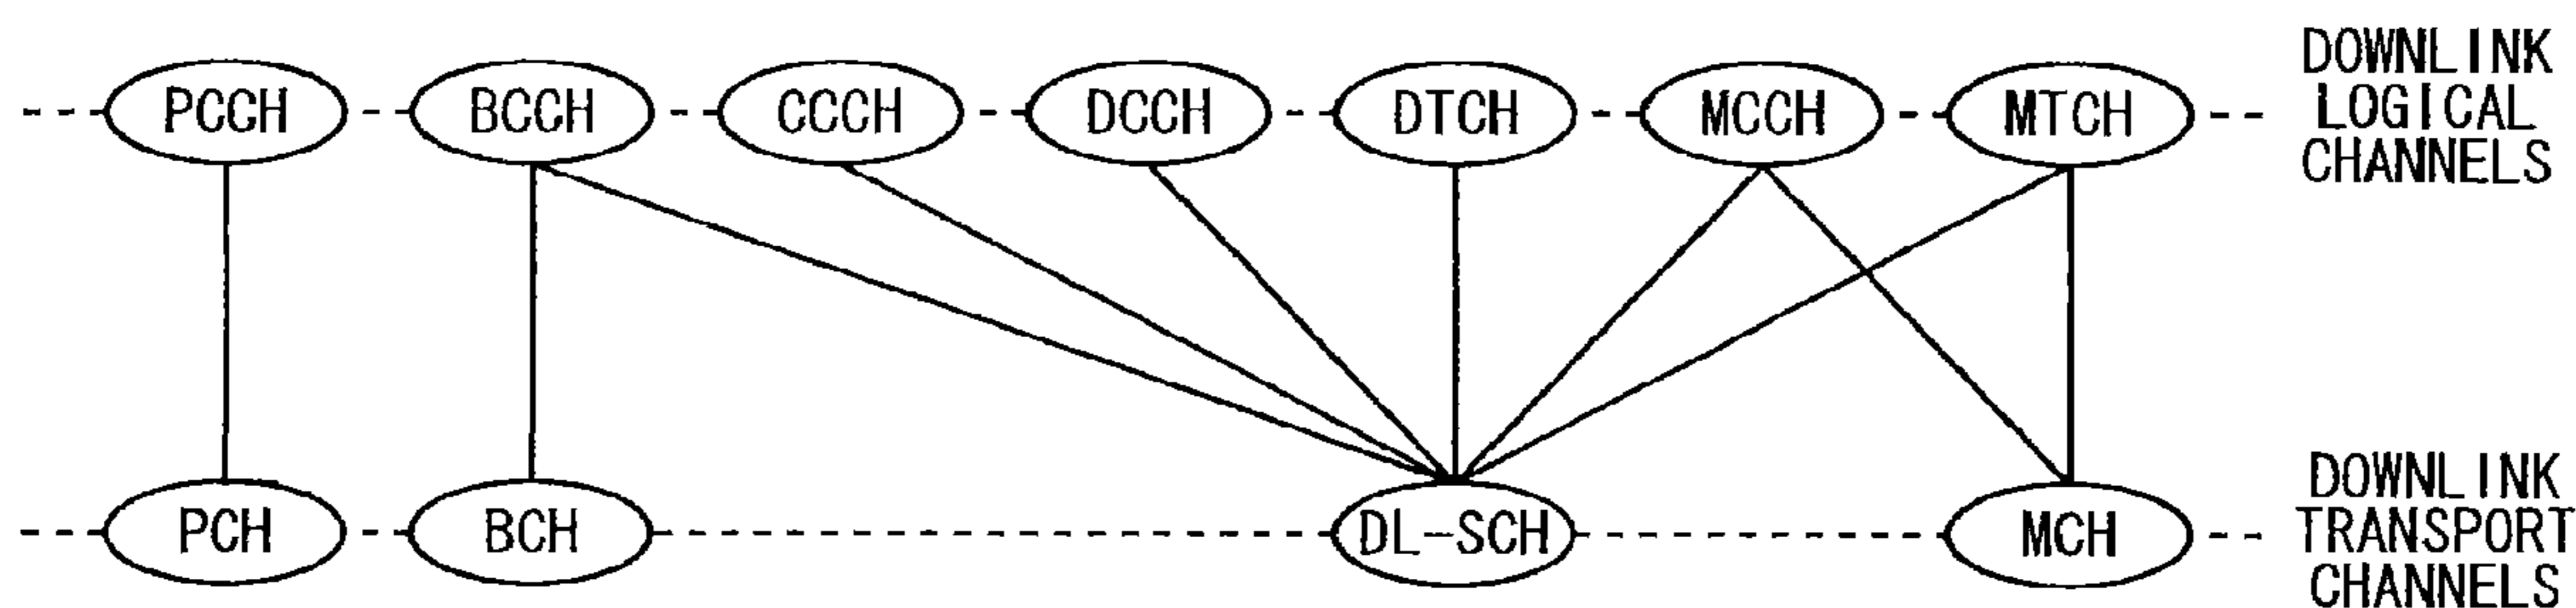 PCCH BCCH CCCH DCCH DTCH MCCH MTCH
DOWNLINK
LOGICAL
CHANNELS
PCH BCH DL-SCH MCH
DOWNLINK
TRANSPORT
CHANNELS